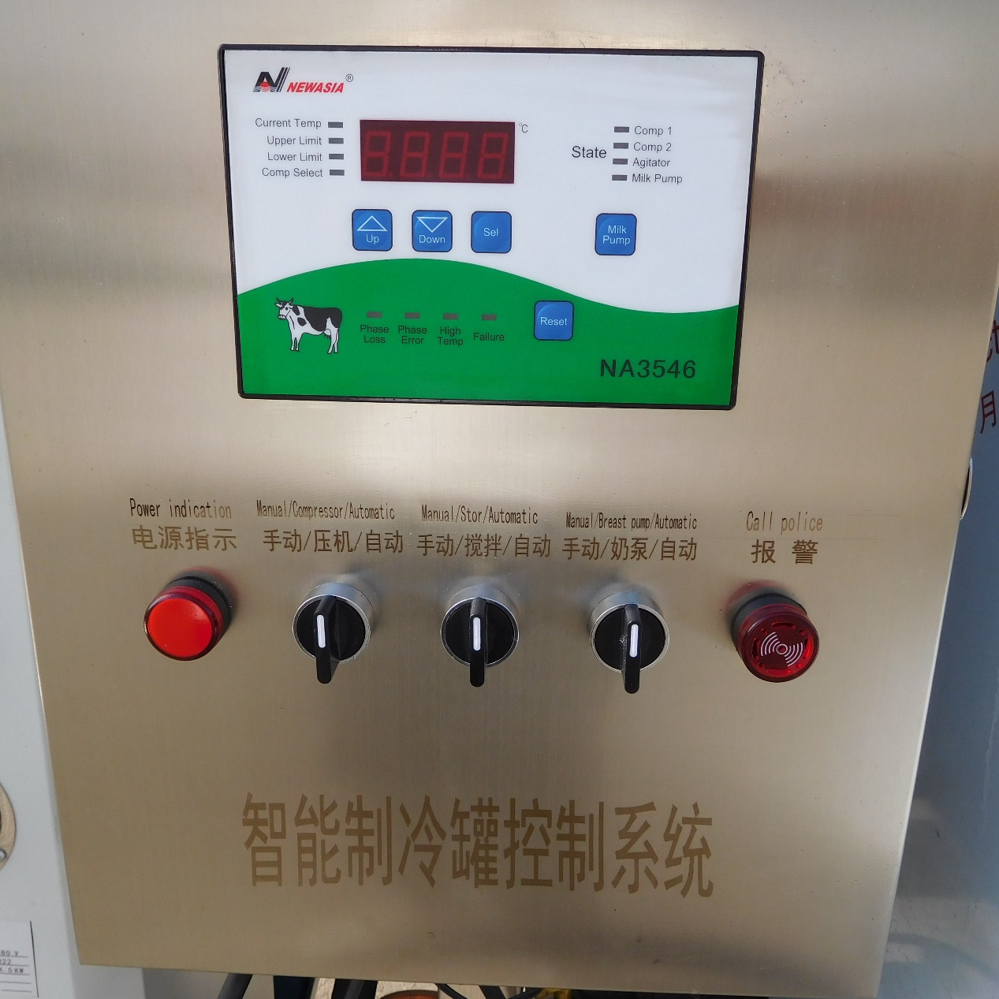 NEWASIA®
Current Temp
Upper Limit
Lower Limit
Comp Select
℃
State
Comp 1
Comp 2
Agitator
Milk Pump
Up
Down
Sel
Milk
Pump
Phase
Loss
Phase
Error
High
Temp
Failure
Reset
NA3546
Power indication
电源指示
Manual/Compressor/Automatic
手动/压机/自动
Manual/Stor/Automatic
手动/搅拌/自动
Manual/Breast pump/Automatic
手动/奶泵/自动
Call police
报 警
智能制冷罐控制系统
月